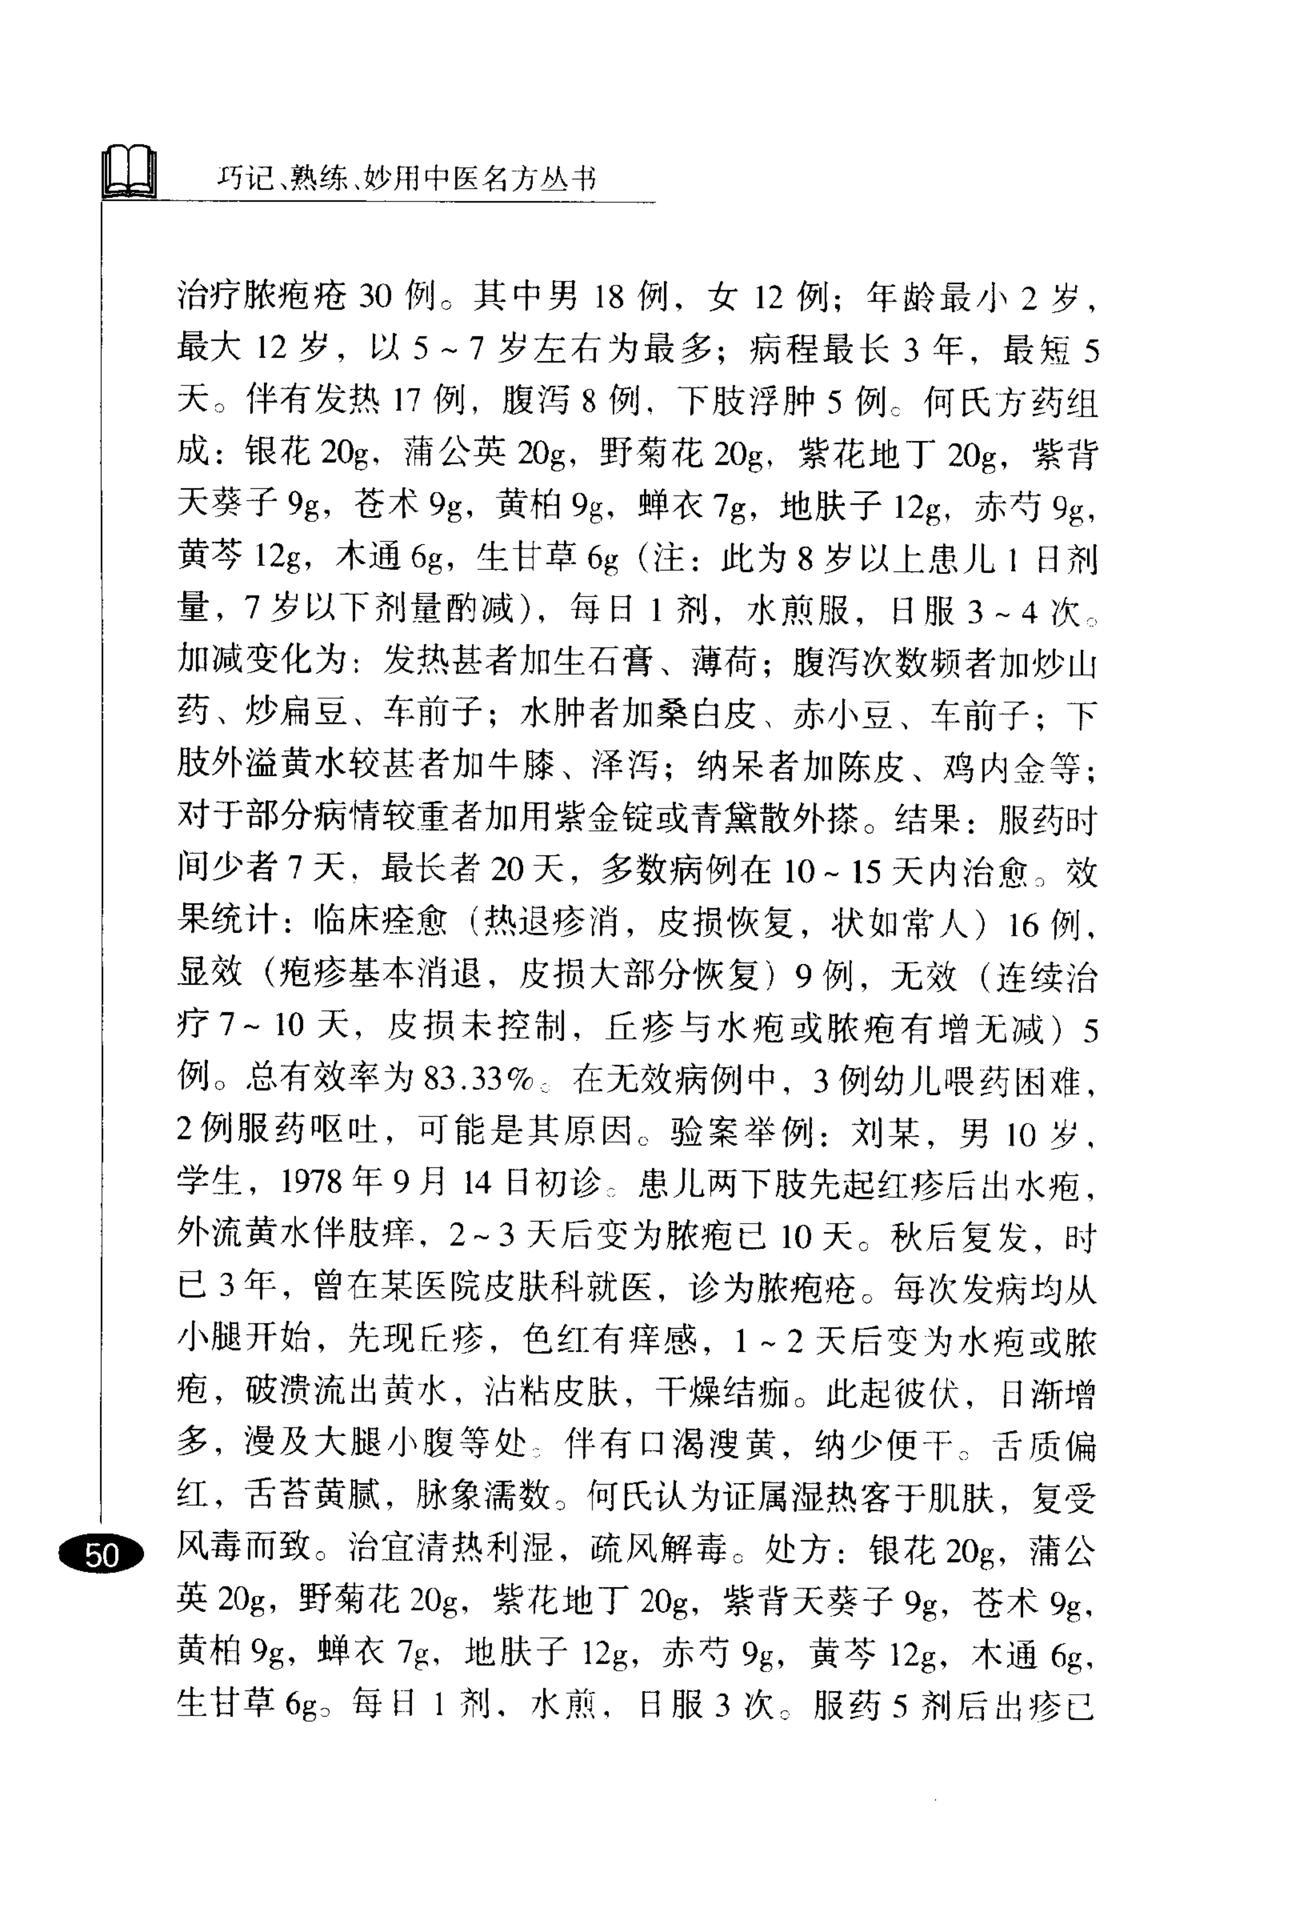 巧记、熟练、妙用中医名方丛书
治疗脓疱疮 30 例。其中男 18 例，女 12 例；年龄最小 2 岁，
最大 12 岁，以 5～7 岁左右为最多；病程最长 3 年，最短 5
天。伴有发热 17 例，腹泻 8 例，下肢浮肿 5 例。何氏方药组
成：银花 20g，蒲公英 20g，野菊花 20g，紫花地丁 20g，紫背
天葵子 9g，苍术 9g，黄柏 9g，蝉衣 7g，地肤子 12g，赤芍 9g，
黄芩 12g，木通 6g，生甘草 6g（注：此为 8 岁以上患儿 1 日剂
量，7 岁以下剂量酌减），每日 1 剂，水煎服，日服 3～4 次。
加减变化为：发热甚者加生石膏、薄荷；腹泻次数频者加炒山
药、炒扁豆、车前子；水肿者加桑白皮、赤小豆、车前子；下
肢外溢黄水较甚者加牛膝、泽泻；纳呆者加陈皮、鸡内金等；
对于部分病情较重者加用紫金锭或青黛散外搽。结果：服药时
间少者 7 天，最长者 20 天，多数病例在 10～15 天内治愈。效
果统计：临床痊愈（热退疹消，皮损恢复，状如常人）16 例，
显效（疱疹基本消退，皮损大部分恢复）9 例，无效（连续治
疗 7～10 天，皮损未控制，丘疹与水疱或脓疱有增无减）5
例。总有效率为 83.33%。在无效病例中，3 例幼儿喂药困难，
2 例服药呕吐，可能是其原因。验案举例：刘某，男 10 岁，
学生，1978 年 9 月 14 日初诊。患儿两下肢先起红疹后出水疱，
外流黄水伴肢痒，2～3 天后变为脓疱已 10 天。秋后复发，时
已 3 年，曾在某医院皮肤科就医，诊为脓疱疮。每次发病均从
小腿开始，先现丘疹，色红有痒感，1～2 天后变为水疱或脓
疱，破溃流出黄水，沾粘皮肤，干燥结痂。此起彼伏，日渐增
多，漫及大腿小腹等处。伴有口渴溲黄，纳少便干。舌质偏
红，舌苔黄腻，脉象濡数。何氏认为证属湿热客于肌肤，复受
风毒而致。治宜清热利湿，疏风解毒。处方：银花 20g，蒲公
英 20g，野菊花 20g，紫花地丁 20g，紫背天葵子 9g，苍术 9g，
黄柏 9g，蝉衣 7g，地肤子 12g，赤芍 9g，黄芩 12g，木通 6g，
生甘草 6g。每日 1 剂，水煎，日服 3 次。服药 5 剂后出疹已
50